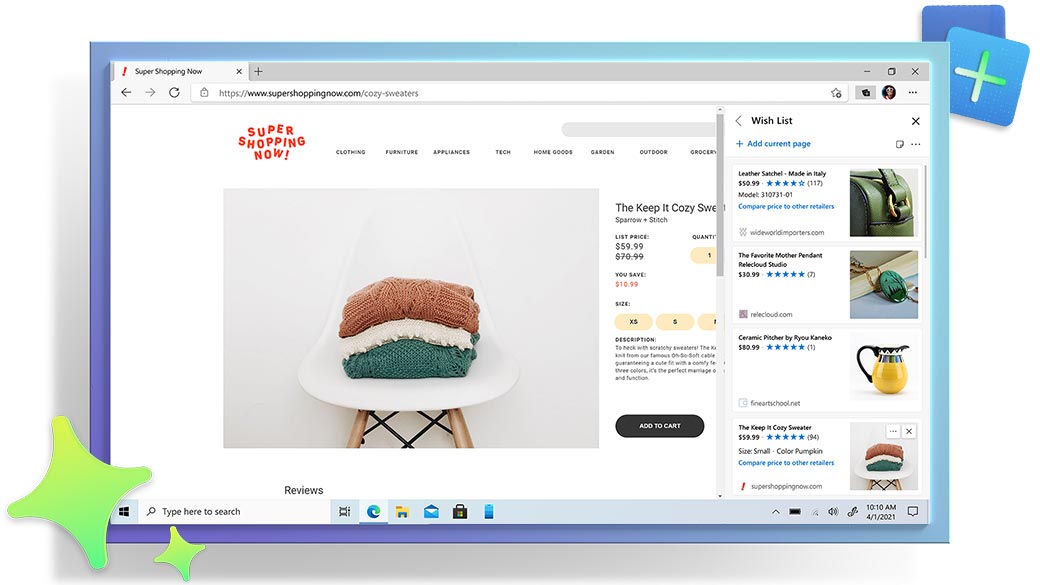 Super Shopping Now
https://www.supershoppingnow.com/cozy-sweaters
SUPER
SHOPPING
NOW!
CLOTHING FURNITURE APPLIANCES TECH HOME GOODS GARDEN OUTDOOR GROCERY
The Keep It Cozy Swe
Sparrow + Stitch
LIST PRICE: QUANTI
$59.99
$70.99
1
YOU SAVE:
$10.99
SIZE:
XS S
DESCRIPTION:
To heck with scratchy sweaters! The Ke
knit from our famous Oh-So-Soft cable
guaranteeing a cute fit with a comfy fe
three colors, it's the perfect marriage o
and function.
ADD TO CART
Reviews
Wish List
Add current page
Leather Satchel - Made in Italy
$50.99 · (117)
Model: 310731-01
Compare price to other retailers
wideworldimporters.com
The Favorite Mother Pendant
Relecloud Studio
$30.99 · (7)
relecloud.com
Ceramic Pitcher by Ryou Kaneko
$80.99 · (1)
fineartschool.net
The Keep It Cozy Sweater
$59.99 · (94)
Size: Small · Color Pumpkin
Compare price to other retailers
supershoppingnow.com
Type here to search
10:10 AM
4/1/2021